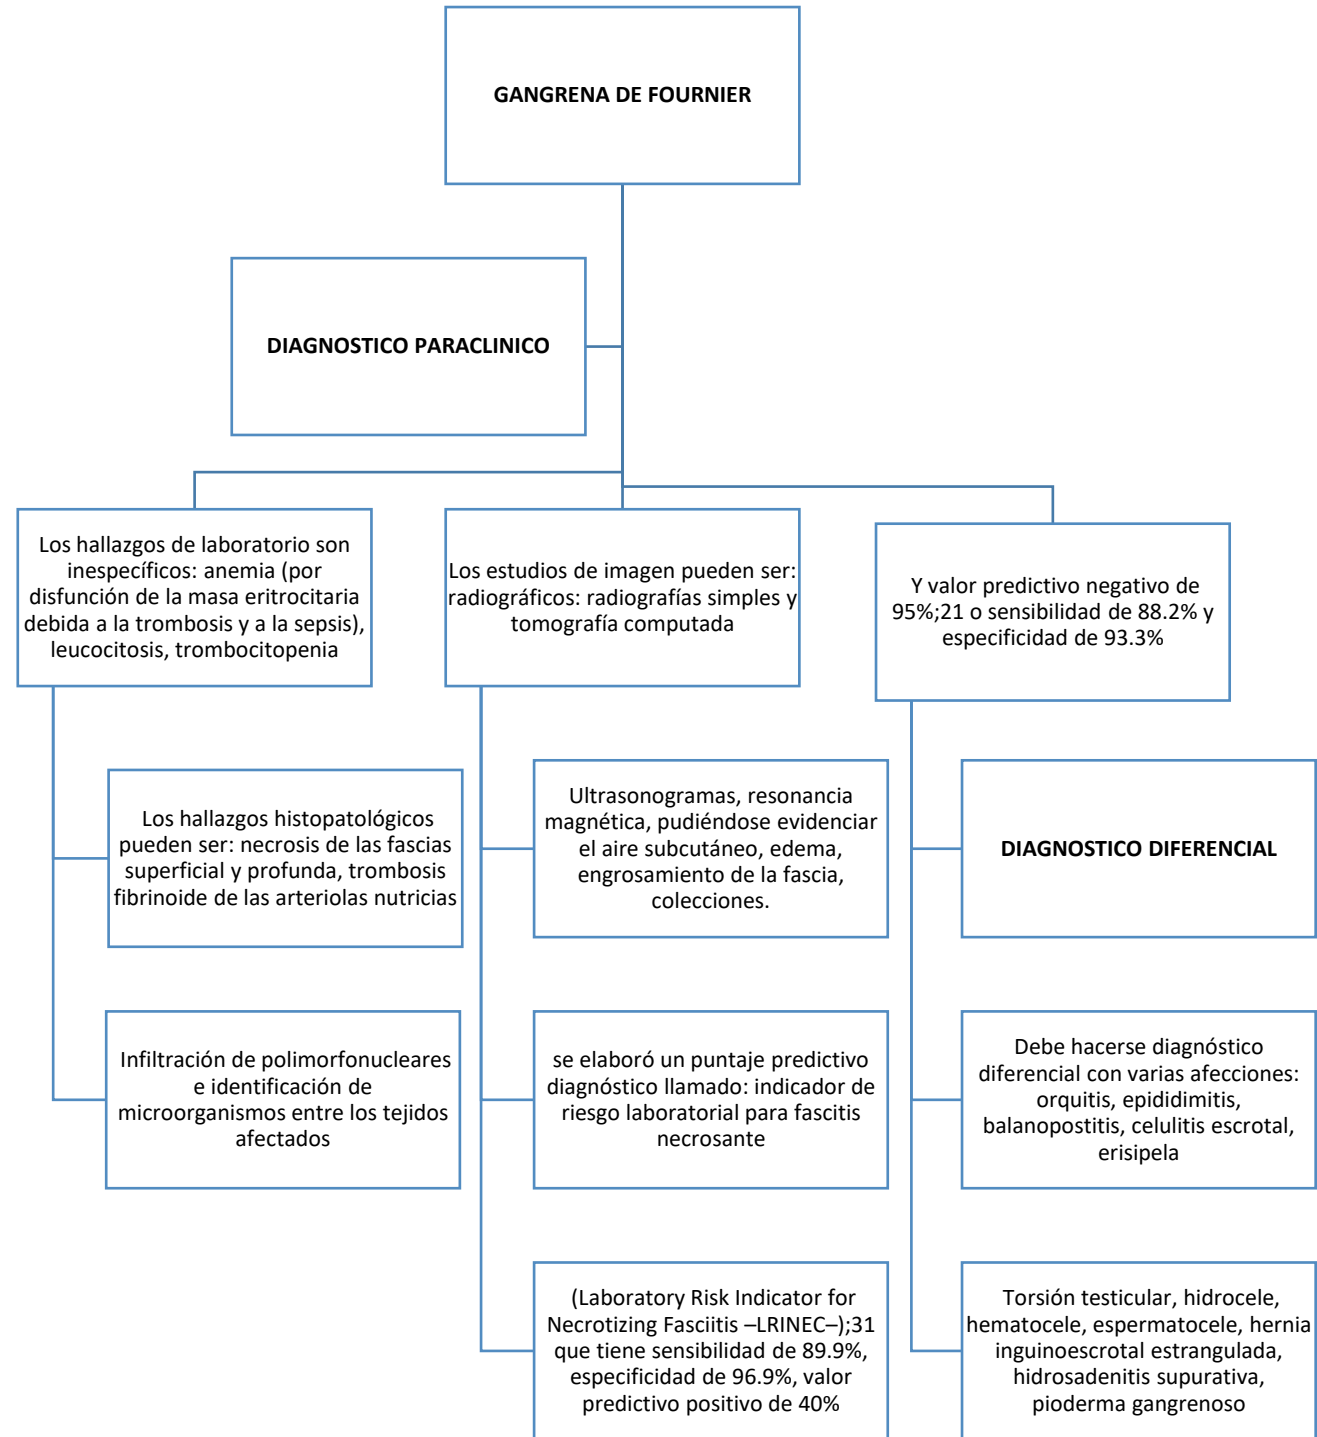 GANGRENA DE FOURNIER
DIAGNOSTICO PARACLINICO
Los hallazgos de laboratorio son
inespecíficos: anemia (por
disfunción de la masa eritrocitaria
debida a la trombosis y a la sepsis),
leucocitosis, trombocitopenia
Los hallazgos histopatológicos
pueden ser: necrosis de las fascias
superficial y profunda, trombosis
fibrinoide de las arteriolas nutricias
Infiltración de polimorfonucleares
e identificación de
microorganismos entre los tejidos
afectados
Los estudios de imagen pueden ser:
radiográficos: radiografías simples y
tomografía computada
Ultrasonogramas, resonancia
magnética, pudiéndose evidenciar
el aire subcutáneo, edema,
engrosamiento de la fascia,
colecciones.
se elaboró un puntaje predictivo
diagnóstico llamado: indicador de
riesgo laboratorial para fascitis
necrosante
(Laboratory Risk Indicator for
Necrotizing Fasciitis –LRINEC–);31
que tiene sensibilidad de 89.9%,
especificidad de 96.9%, valor
predictivo positivo de 40%
Y valor predictivo negativo de
95%;21 o sensibilidad de 88.2% y
especificidad de 93.3%
DIAGNOSTICO DIFERENCIAL
Debe hacerse diagnóstico
diferencial con varias afecciones:
orquitis, epididimitis,
balanopostitis, celulitis escrotal,
erisipela
Torsión testicular, hidrocele,
hematocele, espermatocele, hernia
inguinoescrotal estrangulada,
hidrosadenitis supurativa,
pioderma gangrenoso